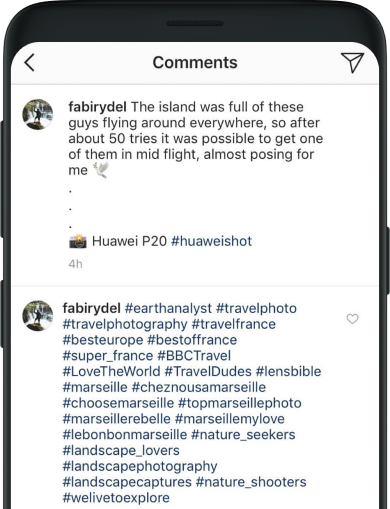 Comments
fabirydel The island was full of these
guys flying around everywhere, so after
about 50 tries it was possible to get one
of them in mid flight, almost posing for
me 🕊️
.
.
.
📸 Huawei P20 #huaweishot
4h
fabirydel #earthanalyst #travelphoto
#travelphotography #travelfrance
#besteurope #bestoffrance
#super_france #BBCTravel
#LoveTheWorld #TravelDudes #lensbible
#marseille #cheznousamarseille
#choosemarseille #topmarseillephoto
#marseillerebelle #marseillemylove
#lebonbonmarseille #nature_seekers
#landscape_lovers
#landscapephotography
#landscapecaptures #nature_shooters
#welivetoexplore